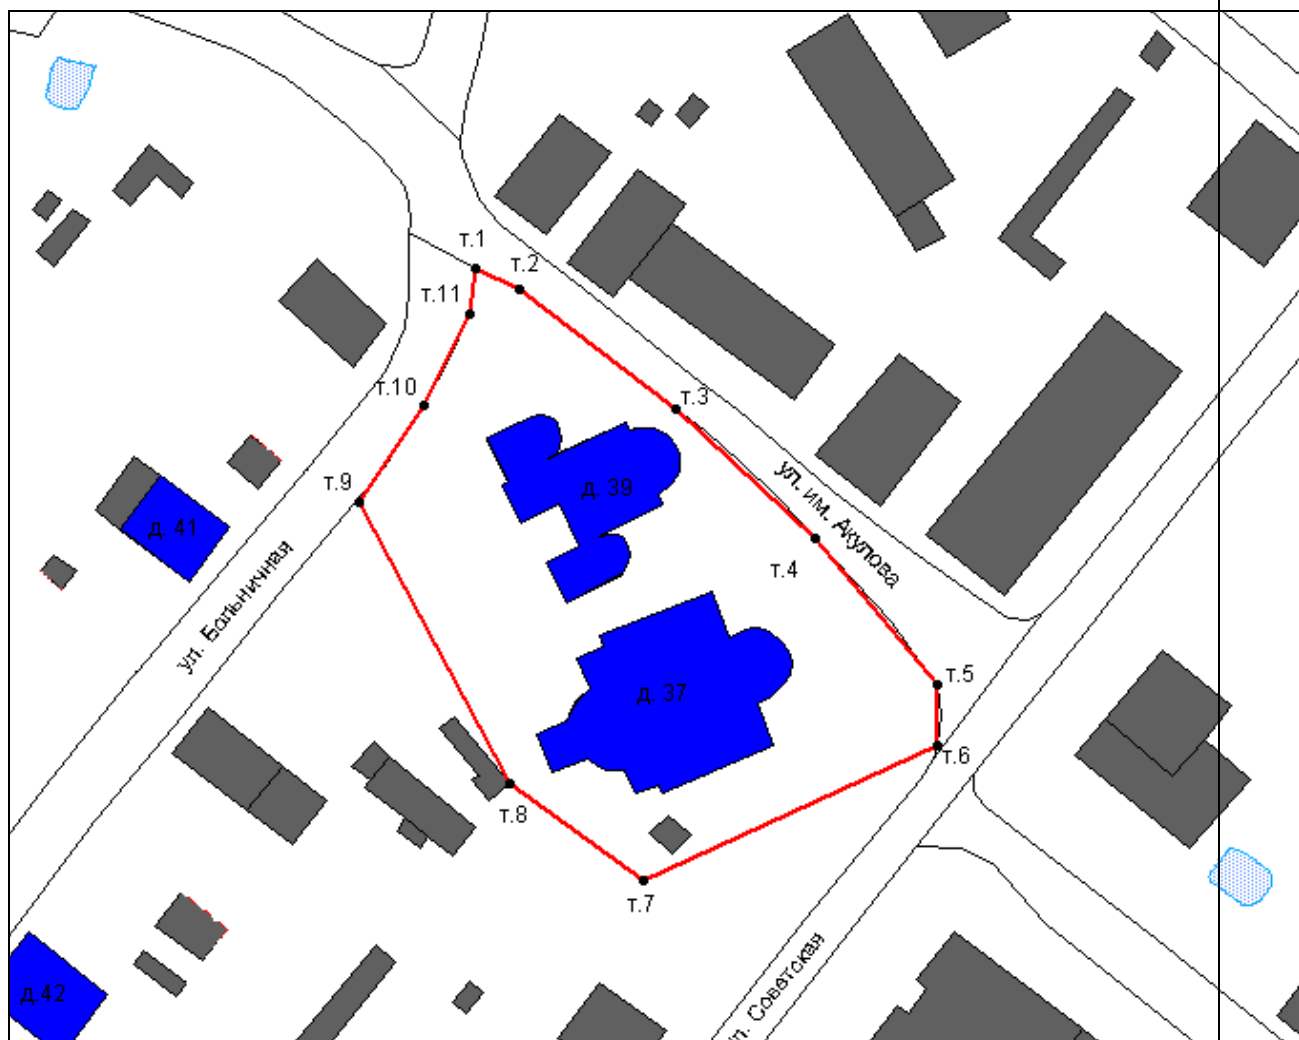 т.1
т.2
т.11
т.10
т.3
т.9
д. 39
д. 41
ул. им. Акулова
т.4
ул. Больничная
т.5
д. 37
т.6
т.8
т.7
ул. Советская
д.42